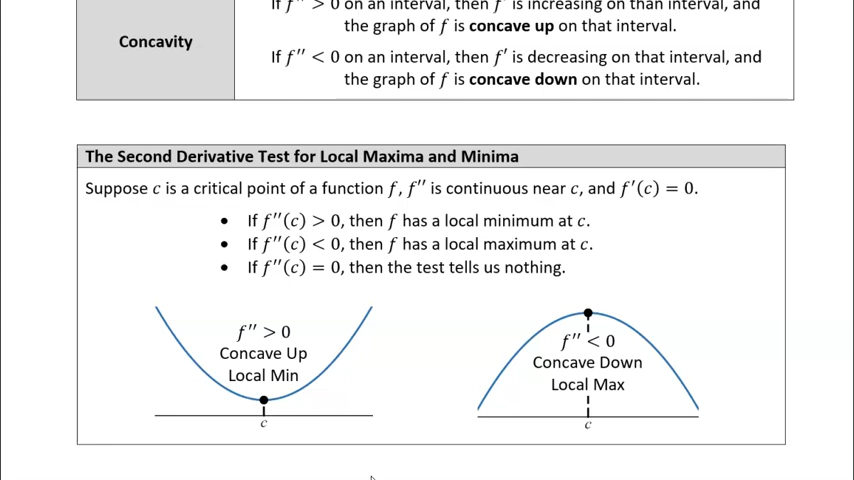 If f'' > 0 on an interval, then f' is increasing on than interval, and
the graph of f is concave up on that interval.
Concavity
If f'' < 0 on an interval, then f' is decreasing on that interval, and
the graph of f is concave down on that interval.
The Second Derivative Test for Local Maxima and Minima
Suppose c is a critical point of a function f, f'' is continuous near c, and f'(c) = 0.
• If f''(c) > 0, then f has a local minimum at c.
• If f''(c) < 0, then f has a local maximum at c.
• If f''(c) = 0, then the test tells us nothing.
f'' > 0
Concave Up
Local Min
c
f'' < 0
Concave Down
Local Max
c